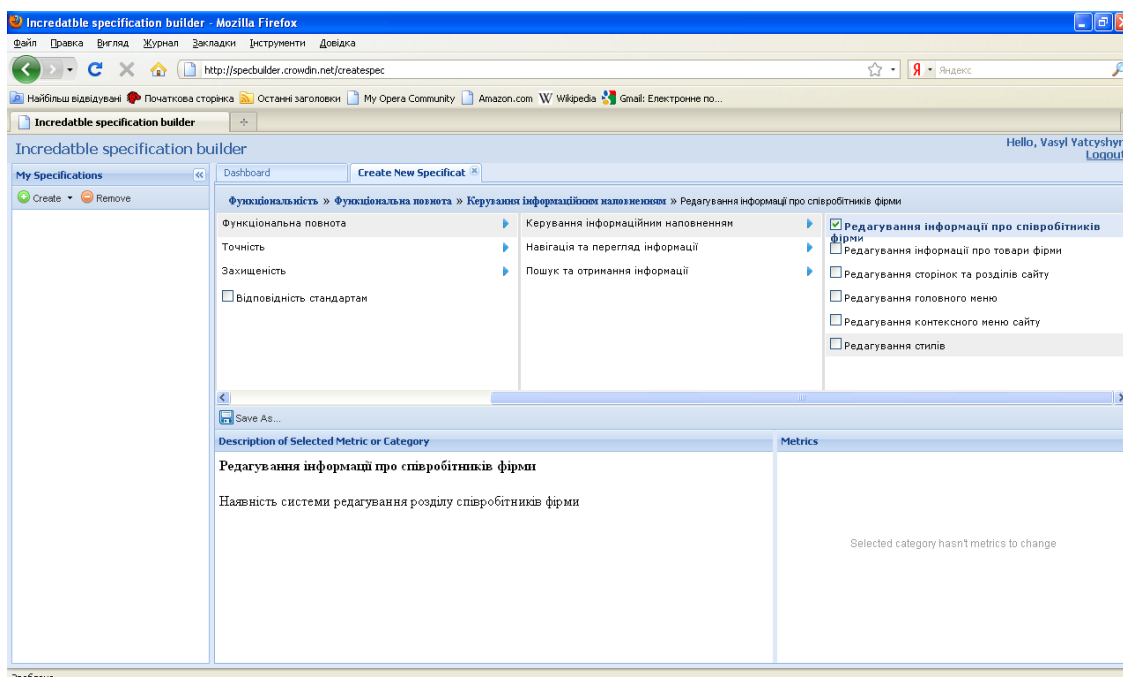 Incredatble specification builder - Mozilla Firefox
Файл Правка Вигляд Журнал Закладки Інструменти Довідка
http://specbuilder.crowdin.net/createspec
Яндекс
Найбільш відвідувані Початкова сторінка Останні заголовки My Opera Community Amazon.com Wikipedia Gmail: Електронне по...
Incredatble specification builder
Incredatble specification builder
Hello, Vasyl Yatcyshyn
Logout
My Specifications
Dashboard Create New Specificat
Create Remove
Функціональність » Функціональна повнота » Керування інформаційним наповненням » Редагування інформації про співробітників фірми
Функціональна повнота
Точність
Захищеність
Відповідність стандартам
Керування інформаційним наповненням
Навігація та перегляд інформації
Пошук та отримання інформації
Редагування інформації про співробітників
фірми
Редагування інформації про товари фірми
Редагування сторінок та розділів сайту
Редагування головного меню
Редагування контексного меню сайту
Редагування стилів
Save As...
Description of Selected Metric or Category
Редагування інформації про співробітників фірми
Наявність системи редагування розділу співробітників фірми
Metrics
Selected category hasn't metrics to change